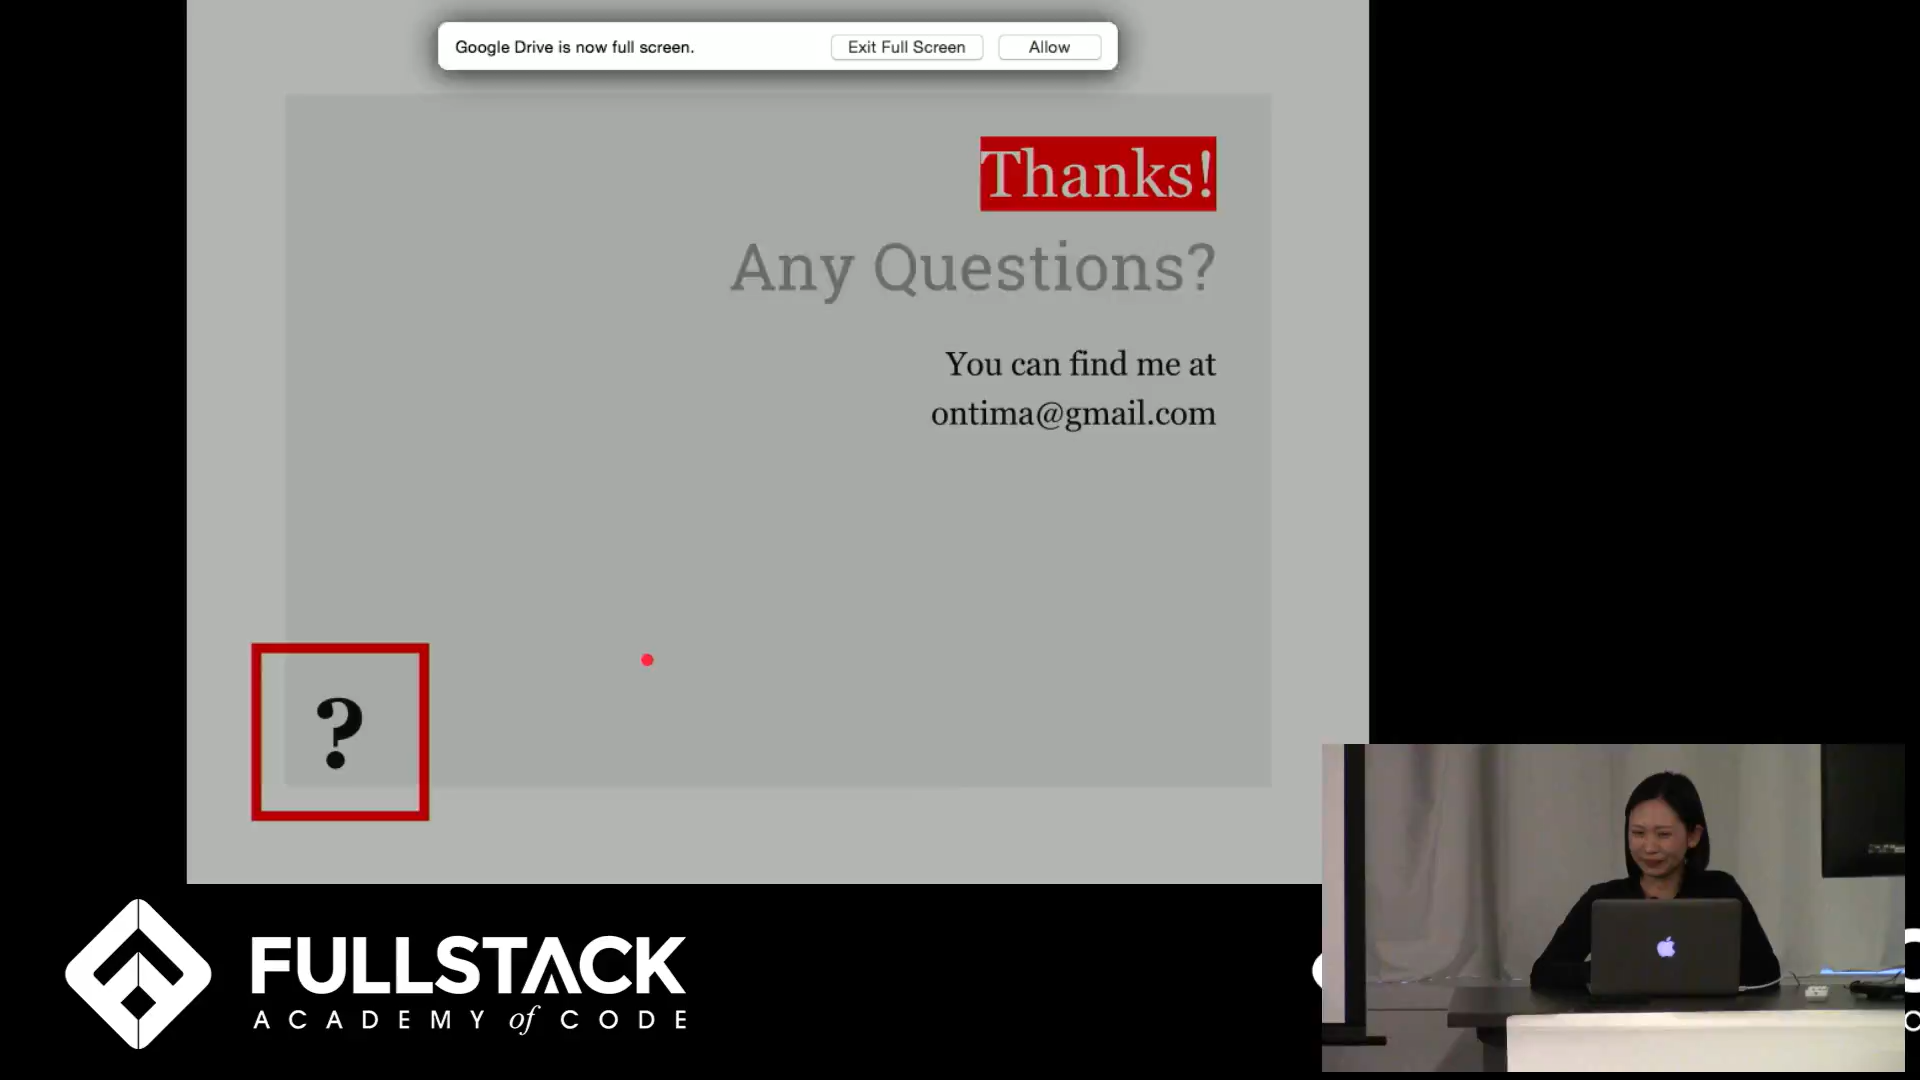 Google Drive is now full screen.
Exit Full Screen
Allow
Thanks!
Any Questions?
You can find me at
ontima@gmail.com
?
FULLSTACK
ACADEMY of CODE